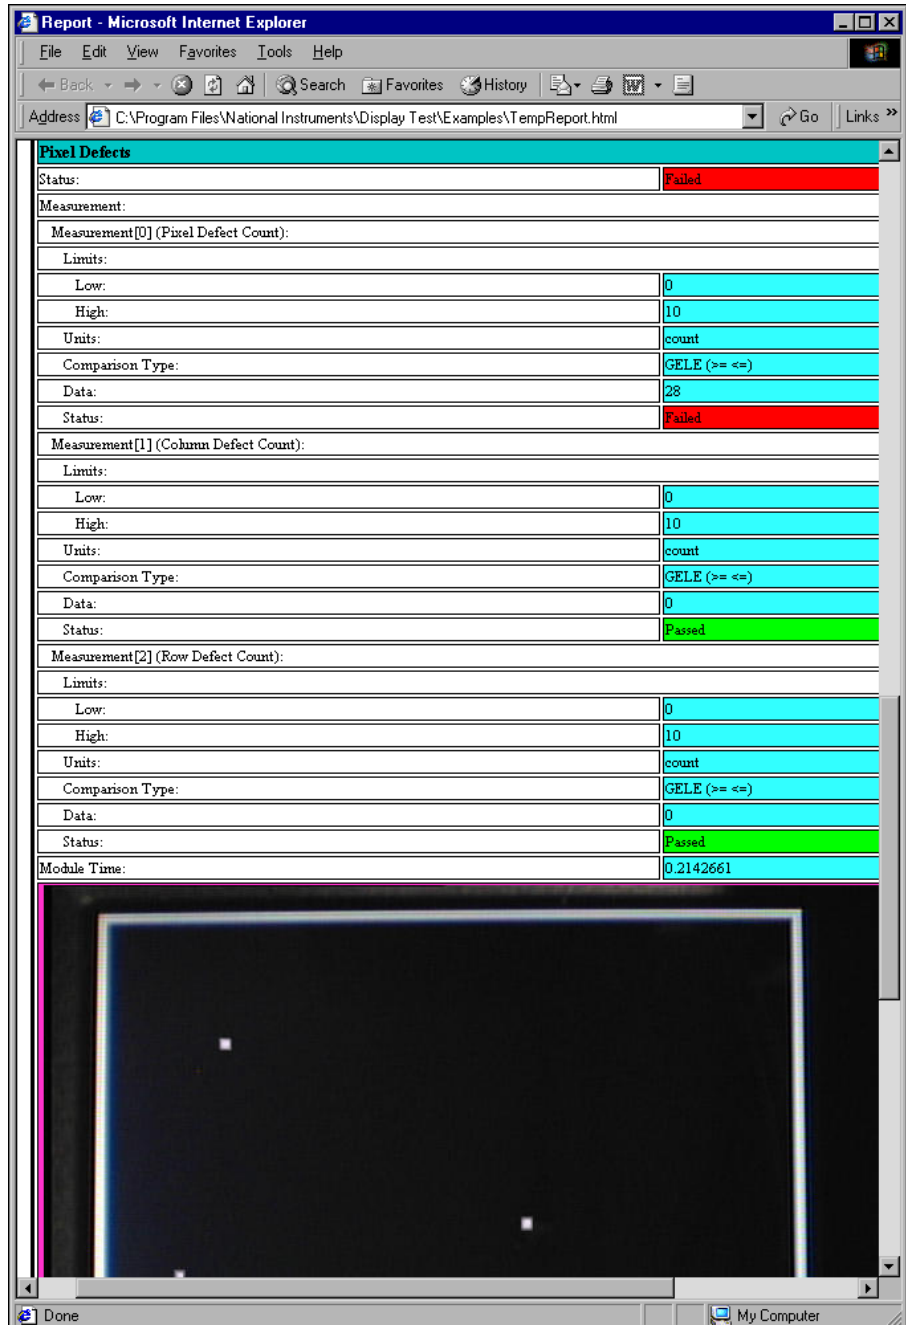 Report - Microsoft Internet Explorer
File Edit View Favorites Tools Help
Back Search Favorites History
Address C:\Program Files\National Instruments\Display Test\Examples\TempReport.html Go Links »
Pixel Defects
Status: Failed
Measurement:
Measurement[0] (Pixel Defect Count):
Limits:
Low: 0
High: 10
Units: count
Comparison Type: GELE (>= <=)
Data: 28
Status: Failed
Measurement[1] (Column Defect Count):
Limits:
Low: 0
High: 10
Units: count
Comparison Type: GELE (>= <=)
Data: 0
Status: Passed
Measurement[2] (Row Defect Count):
Limits:
Low: 0
High: 10
Units: count
Comparison Type: GELE (>= <=)
Data: 0
Status: Passed
Module Time: 0.2142661
Done My Computer